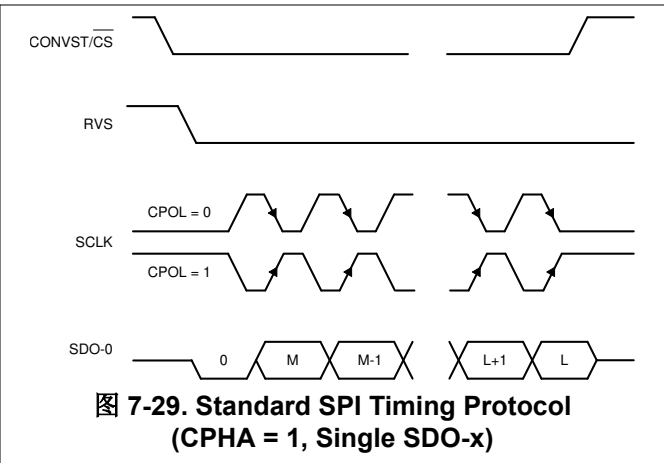 CONVST/CS
RVS
CPOL = 0
SCLK
CPOL = 1
SDO-0 0 M M-1 L+1 L
图 7-29. Standard SPI Timing Protocol
(CPHA = 1, Single SDO-x)